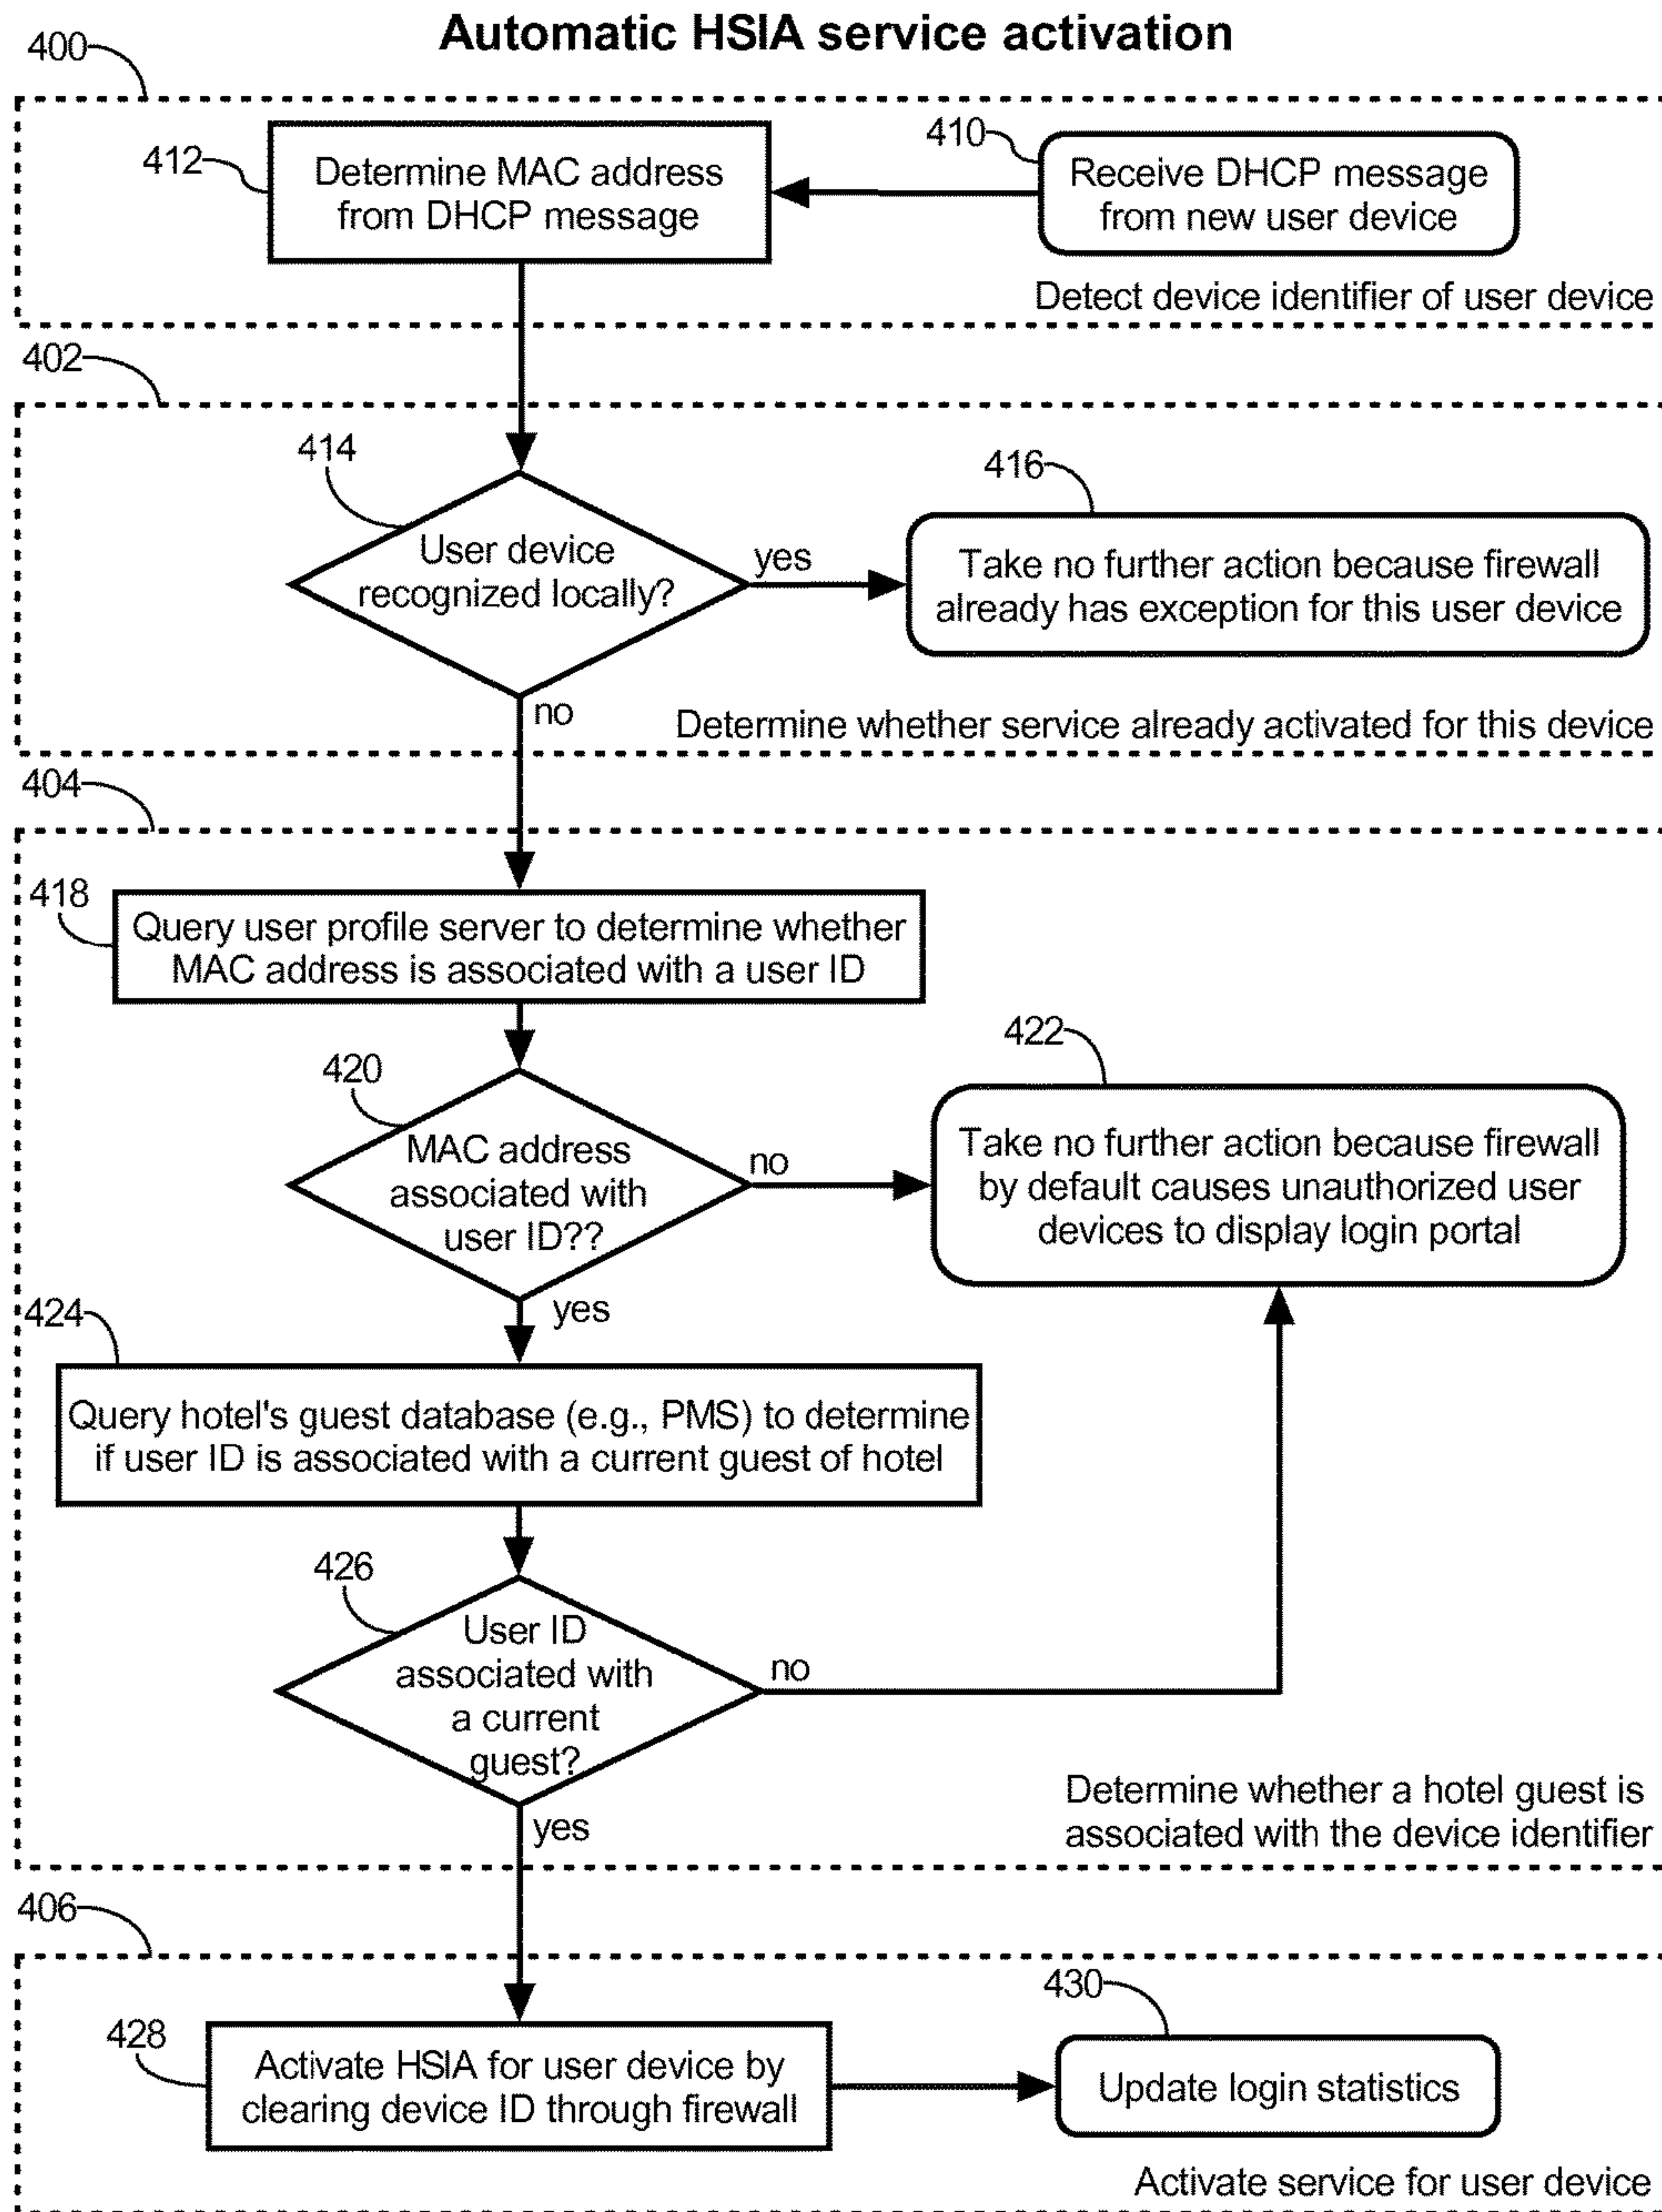 Automatic HSIA service activation
400
412
Determine MAC address
from DHCP message
410
Receive DHCP message
from new user device
Detect device identifier of user device
402
414
User device
recognized locally?
yes
416
Take no further action because firewall
already has exception for this user device
no
Determine whether service already activated for this device
404
418
Query user profile server to determine whether
MAC address is associated with a user ID
420
MAC address
associated with
user ID??
no
422
Take no further action because firewall
by default causes unauthorized user
devices to display login portal
yes
424
Query hotel's guest database (e.g., PMS) to determine
if user ID is associated with a current guest of hotel
426
User ID
associated with
a current
guest?
no
yes
Determine whether a hotel guest is
associated with the device identifier
406
428
Activate HSIA for user device by
clearing device ID through firewall
430
Update login statistics
Activate service for user device